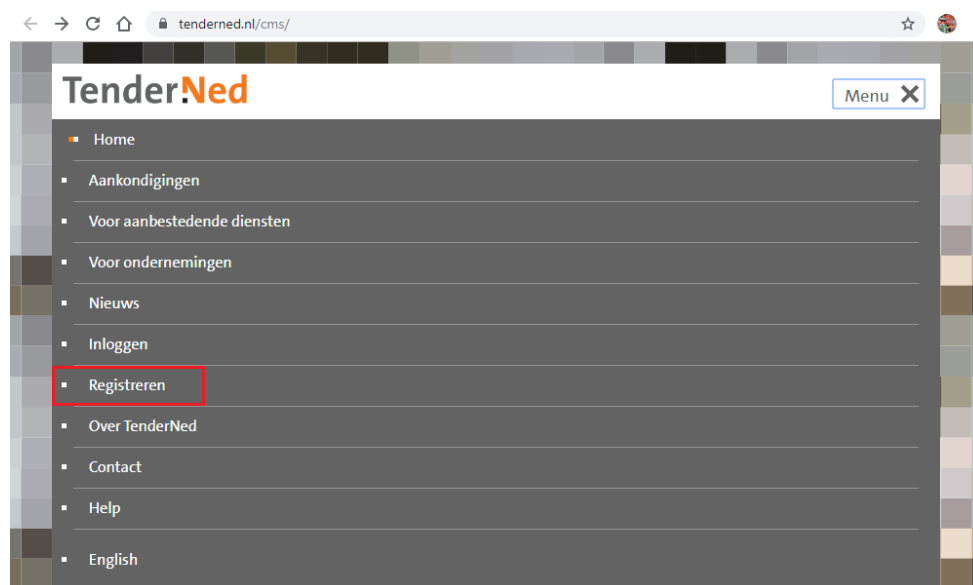 tenderned.nl/cms/
TenderNed
Menu
Home
Aankondigingen
Voor aanbestedende diensten
Voor ondernemingen
Nieuws
Inloggen
Registreren
Over TenderNed
Contact
Help
English